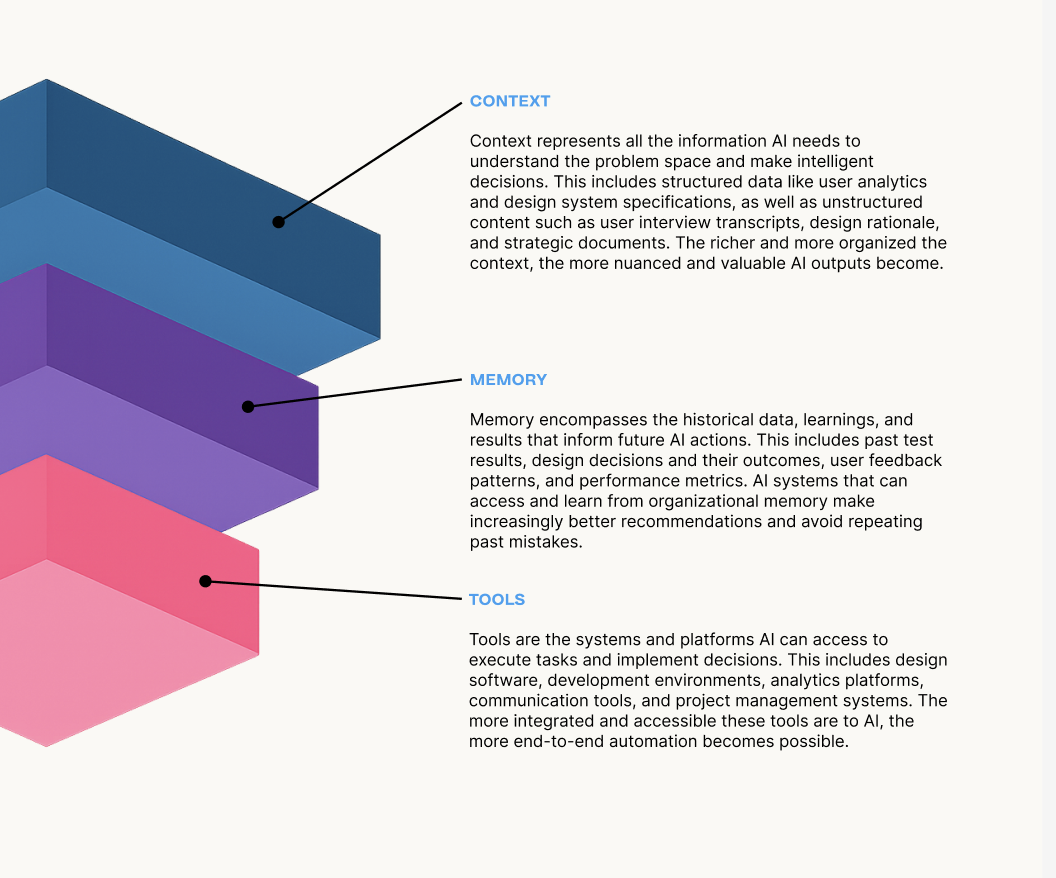 CONTEXT
Context represents all the information AI needs to
understand the problem space and make intelligent
decisions. This includes structured data like user analytics
and design system specifications, as well as unstructured
content such as user interview transcripts, design rationale,
and strategic documents. The richer and more organized the
context, the more nuanced and valuable AI outputs become.
MEMORY
Memory encompasses the historical data, learnings, and
results that inform future AI actions. This includes past test
results, design decisions and their outcomes, user feedback
patterns, and performance metrics. AI systems that can
access and learn from organizational memory make
increasingly better recommendations and avoid repeating
past mistakes.
TOOLS
Tools are the systems and platforms AI can access to
execute tasks and implement decisions. This includes design
software, development environments, analytics platforms,
communication tools, and project management systems. The
more integrated and accessible these tools are to AI, the
more end-to-end automation becomes possible.